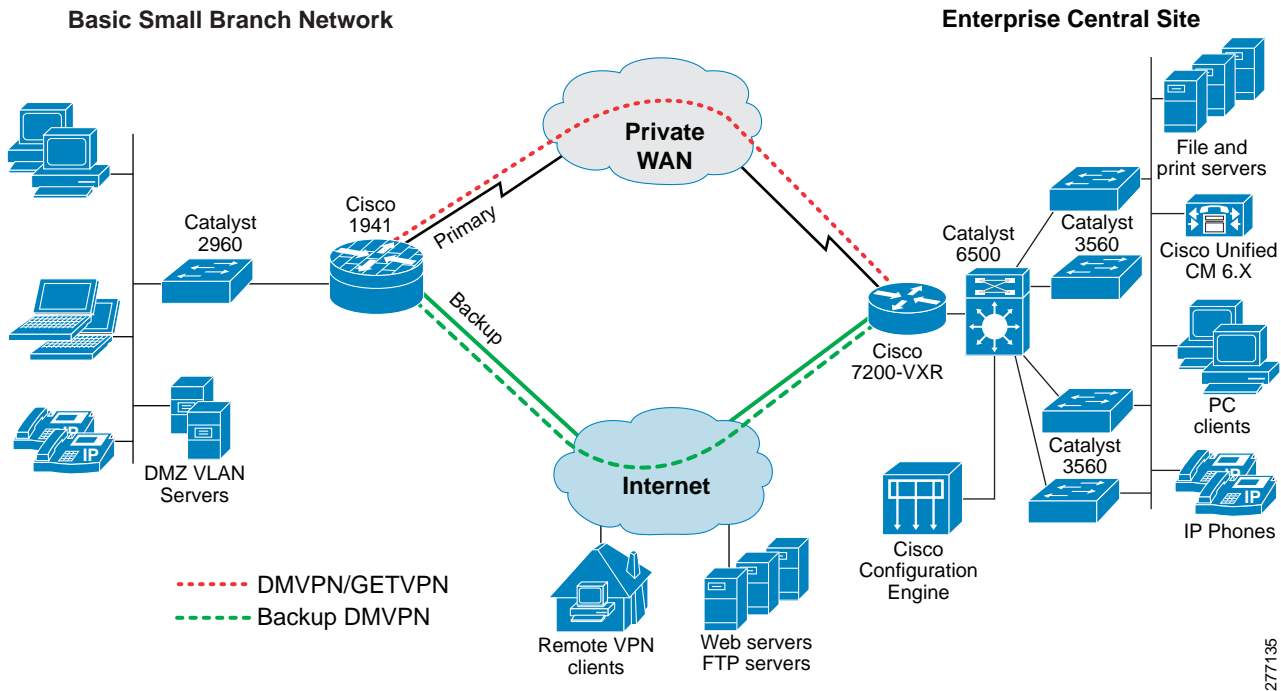 Basic Small Branch Network
Enterprise Central Site
Private
WAN
File and
print servers
Cisco
1941
Primary
Catalyst
2960
Catalyst
6500
Catalyst
3560
Cisco Unified
CM 6.X
Backup
Cisco
7200-VXR
PC
clients
IP
IP
DMZ VLAN
Servers
Internet
Catalyst
3560
IP
IP
IP Phones
Cisco
Configuration
Engine
DMVPN/GETVPN
Backup DMVPN
Remote VPN
clients
Web servers
FTP servers
277135